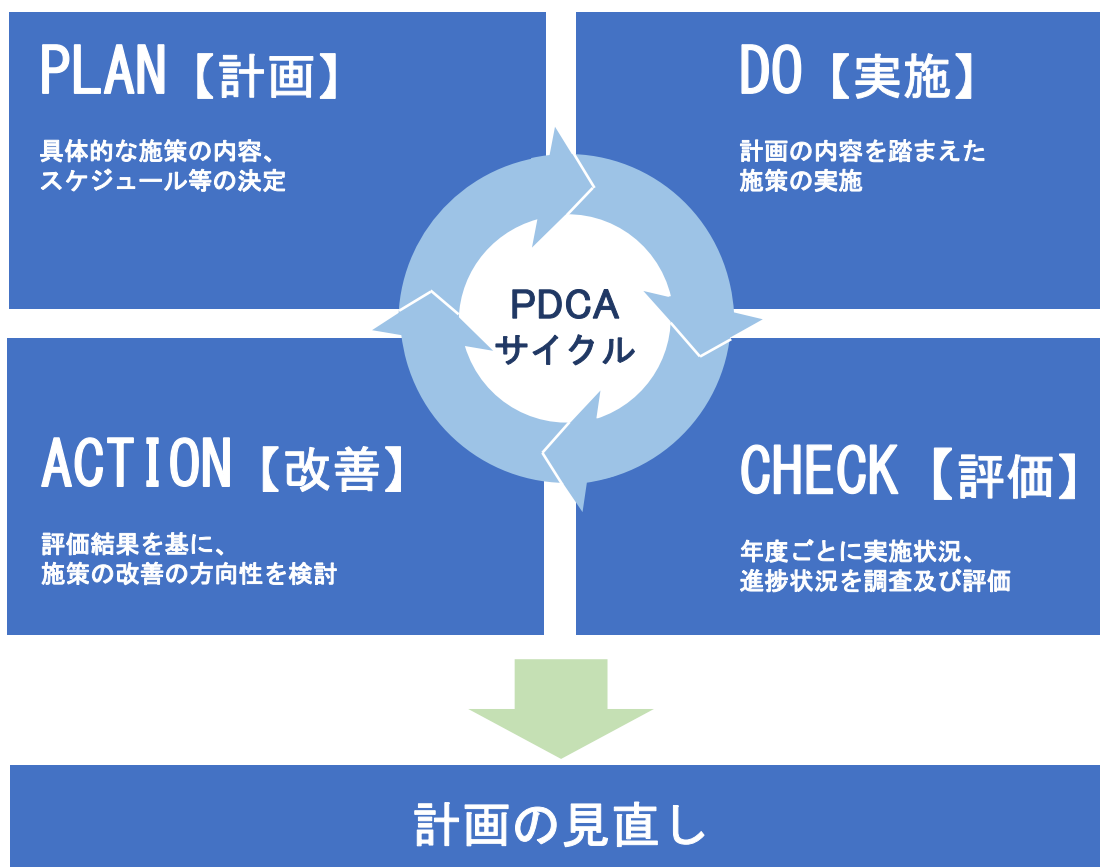 PLAN【計画】
具体的な施策の内容、
スケジュール等の決定
DO【実施】
計画の内容を踏まえた
施策の実施
PDCA
サイクル
ACTION【改善】
評価結果を基に、
施策の改善の方向性を検討
CHECK【評価】
年度ごとに実施状況、
進捗状況を調査及び評価
計画の見直し